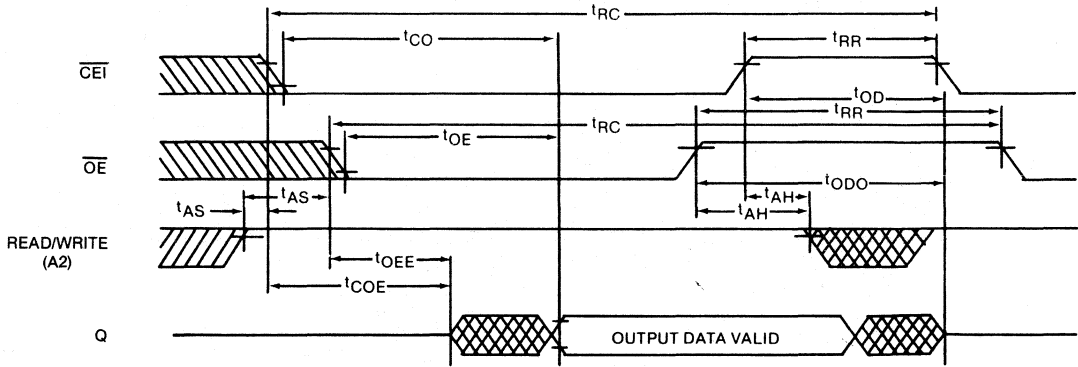 tRC
tCO
tRR
CEI
tOD
tRR
tRC
tOE
OE
tODO
tAS
tAH
tAS
tAH
READ/WRITE
(A2)
tOEE
tCOE
Q
OUTPUT DATA VALID